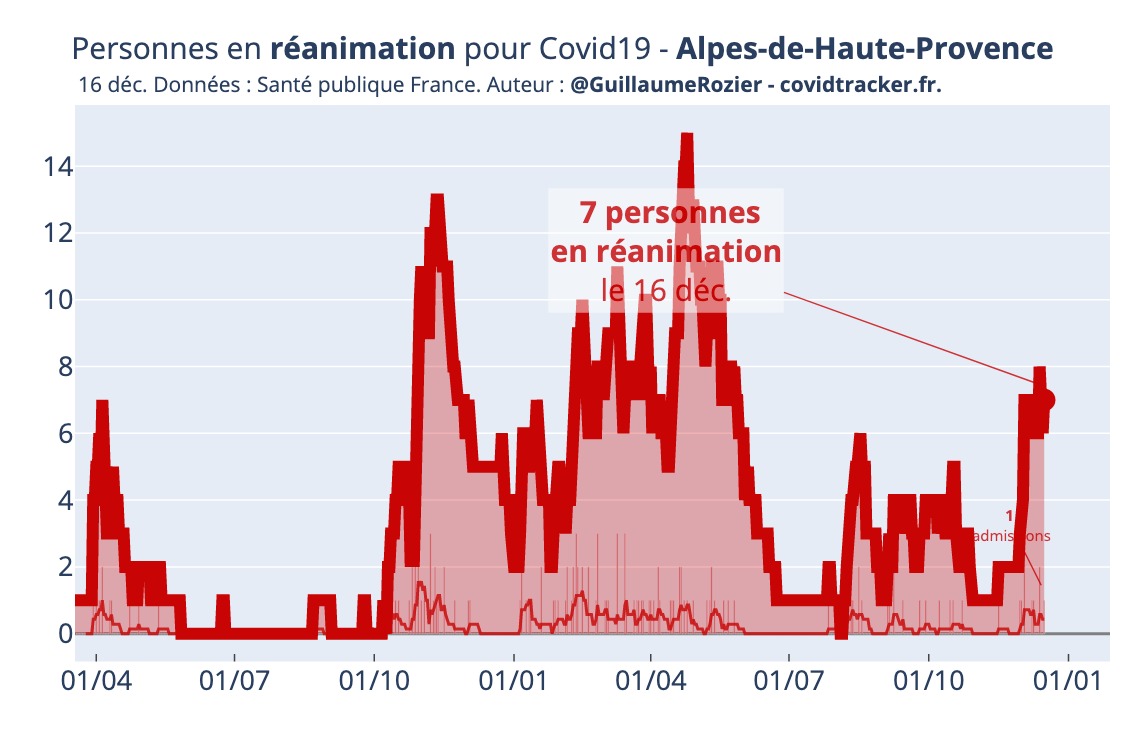 Personnes en réanimation pour Covid19 - Alpes-de-Haute-Provence
16 déc. Données : Santé publique France. Auteur : @GuillaumeRozier - covidtracker.fr.
14
12
10
8
6
4
2
0
7 personnes
en réanimation
le 16 déc.
1
admissions
01/04
01/07
01/10
01/01
01/04
01/07
01/10
01/01